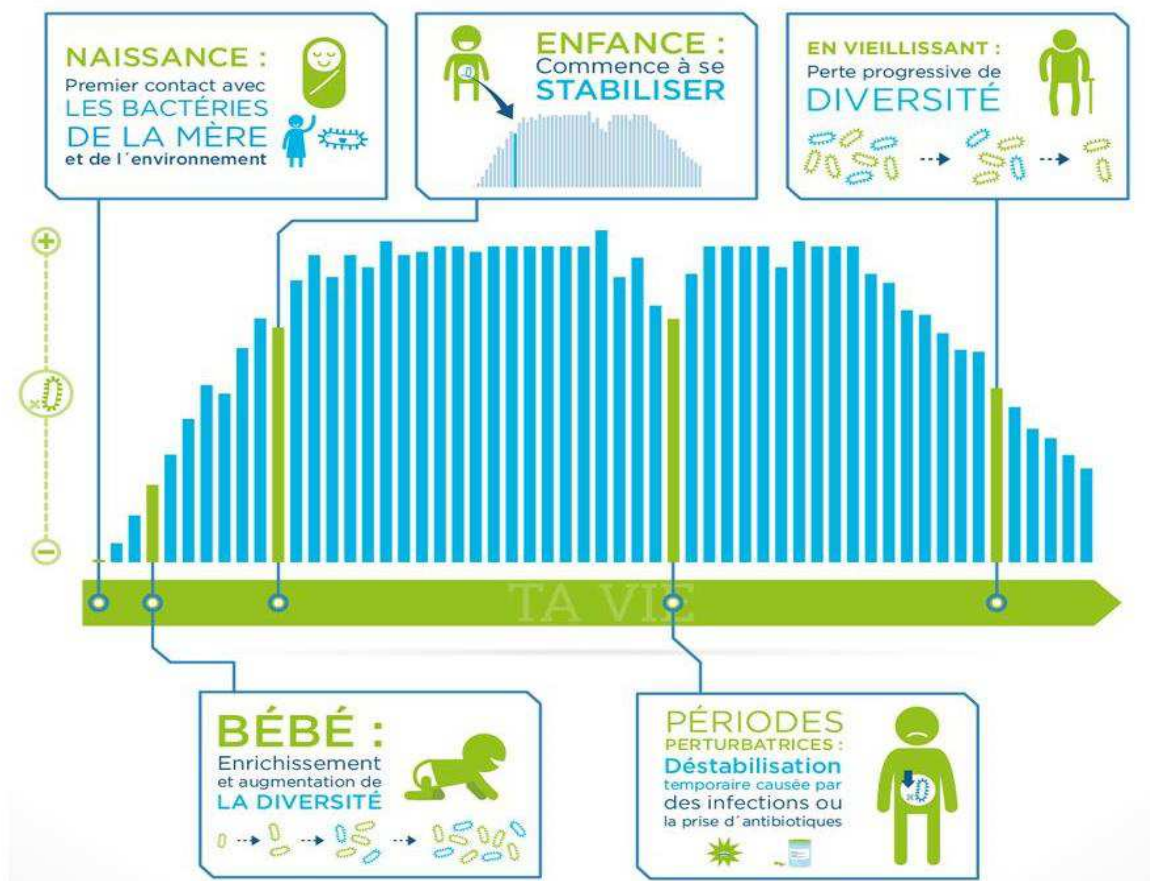 NAISSANCE :
Premier contact avec
LES BACTÉRIES
DE LA MÈRE
et de l´environnement
ENFANCE :
Commence à se
STABILISER
EN VIEILLISSANT :
Perte progressive de
DIVERSITÉ
+
×
−
TA VIE
BÉBÉ :
Enrichissement
et augmentation de
LA DIVERSITÉ
PÉRIODES
PERTURBATRICES :
Déstabilisation
temporaire causée par
des infections ou
la prise d´antibiotiques
×